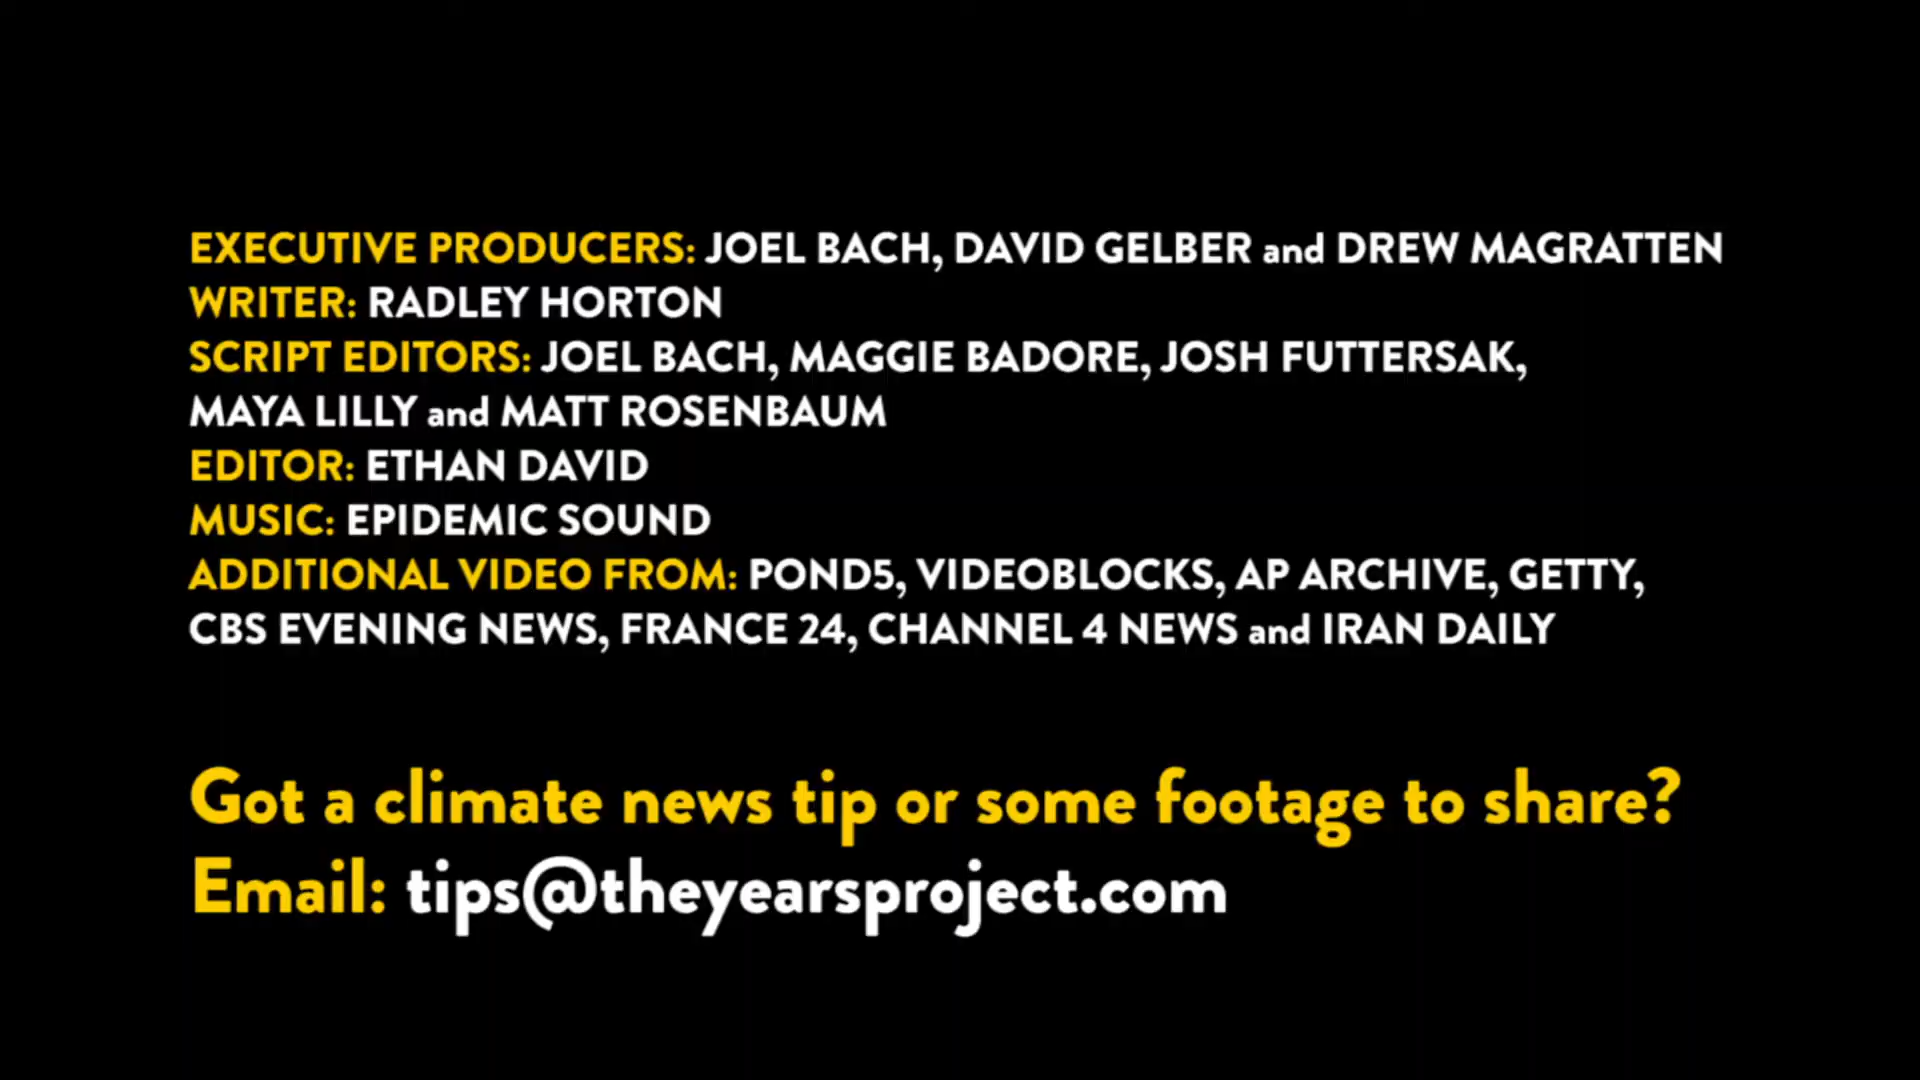 EXECUTIVE PRODUCERS: JOEL BACH, DAVID GELBER and DREW MAGRATTEN
WRITER: RADLEY HORTON
SCRIPT EDITORS: JOEL BACH, MAGGIE BADORE, JOSH FUTTERSAK,
MAYA LILLY and MATT ROSENBAUM
EDITOR: ETHAN DAVID
MUSIC: EPIDEMIC SOUND
ADDITIONAL VIDEO FROM: POND5, VIDEOBLOCKS, AP ARCHIVE, GETTY,
CBS EVENING NEWS, FRANCE 24, CHANNEL 4 NEWS and IRAN DAILY
Got a climate news tip or some footage to share?
Email: tips@theyearsproject.com